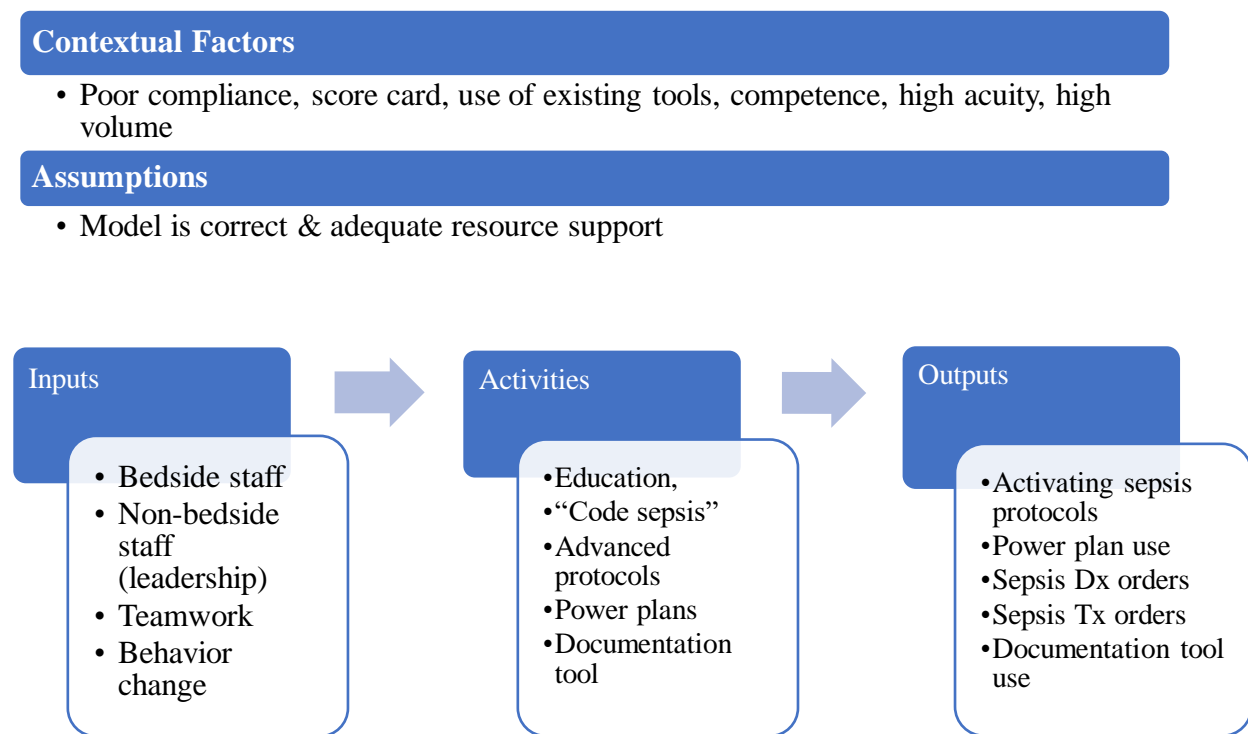 Contextual Factors
• Poor compliance, score card, use of existing tools, competence, high acuity, high
volume
Assumptions
• Model is correct & adequate resource support
Inputs
• Bedside staff
• Non-bedside
staff
(leadership)
• Teamwork
• Behavior
change
Activities
•Education,
•“Code sepsis”
•Advanced
protocols
•Power plans
•Documentation
tool
Outputs
•Activating sepsis
protocols
•Power plan use
•Sepsis Dx orders
•Sepsis Tx orders
•Documentation tool
use